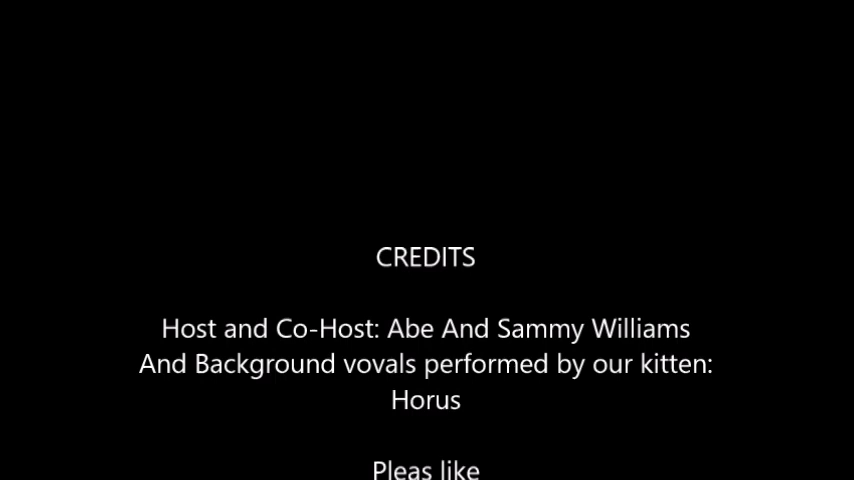 CREDITS
Host and Co-Host: Abe And Sammy Williams
And Background vovals performed by our kitten:
Horus
Pleas like